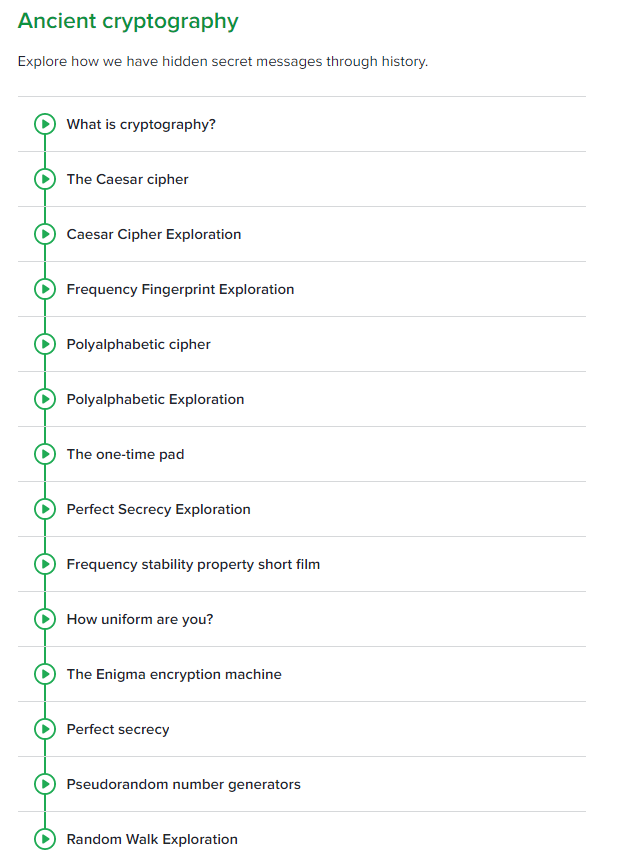 Ancient cryptography
Explore how we have hidden secret messages through history.
What is cryptography?
The Caesar cipher
Caesar Cipher Exploration
Frequency Fingerprint Exploration
Polyalphabetic cipher
Polyalphabetic Exploration
The one-time pad
Perfect Secrecy Exploration
Frequency stability property short film
How uniform are you?
The Enigma encryption machine
Perfect secrecy
Pseudorandom number generators
Random Walk Exploration